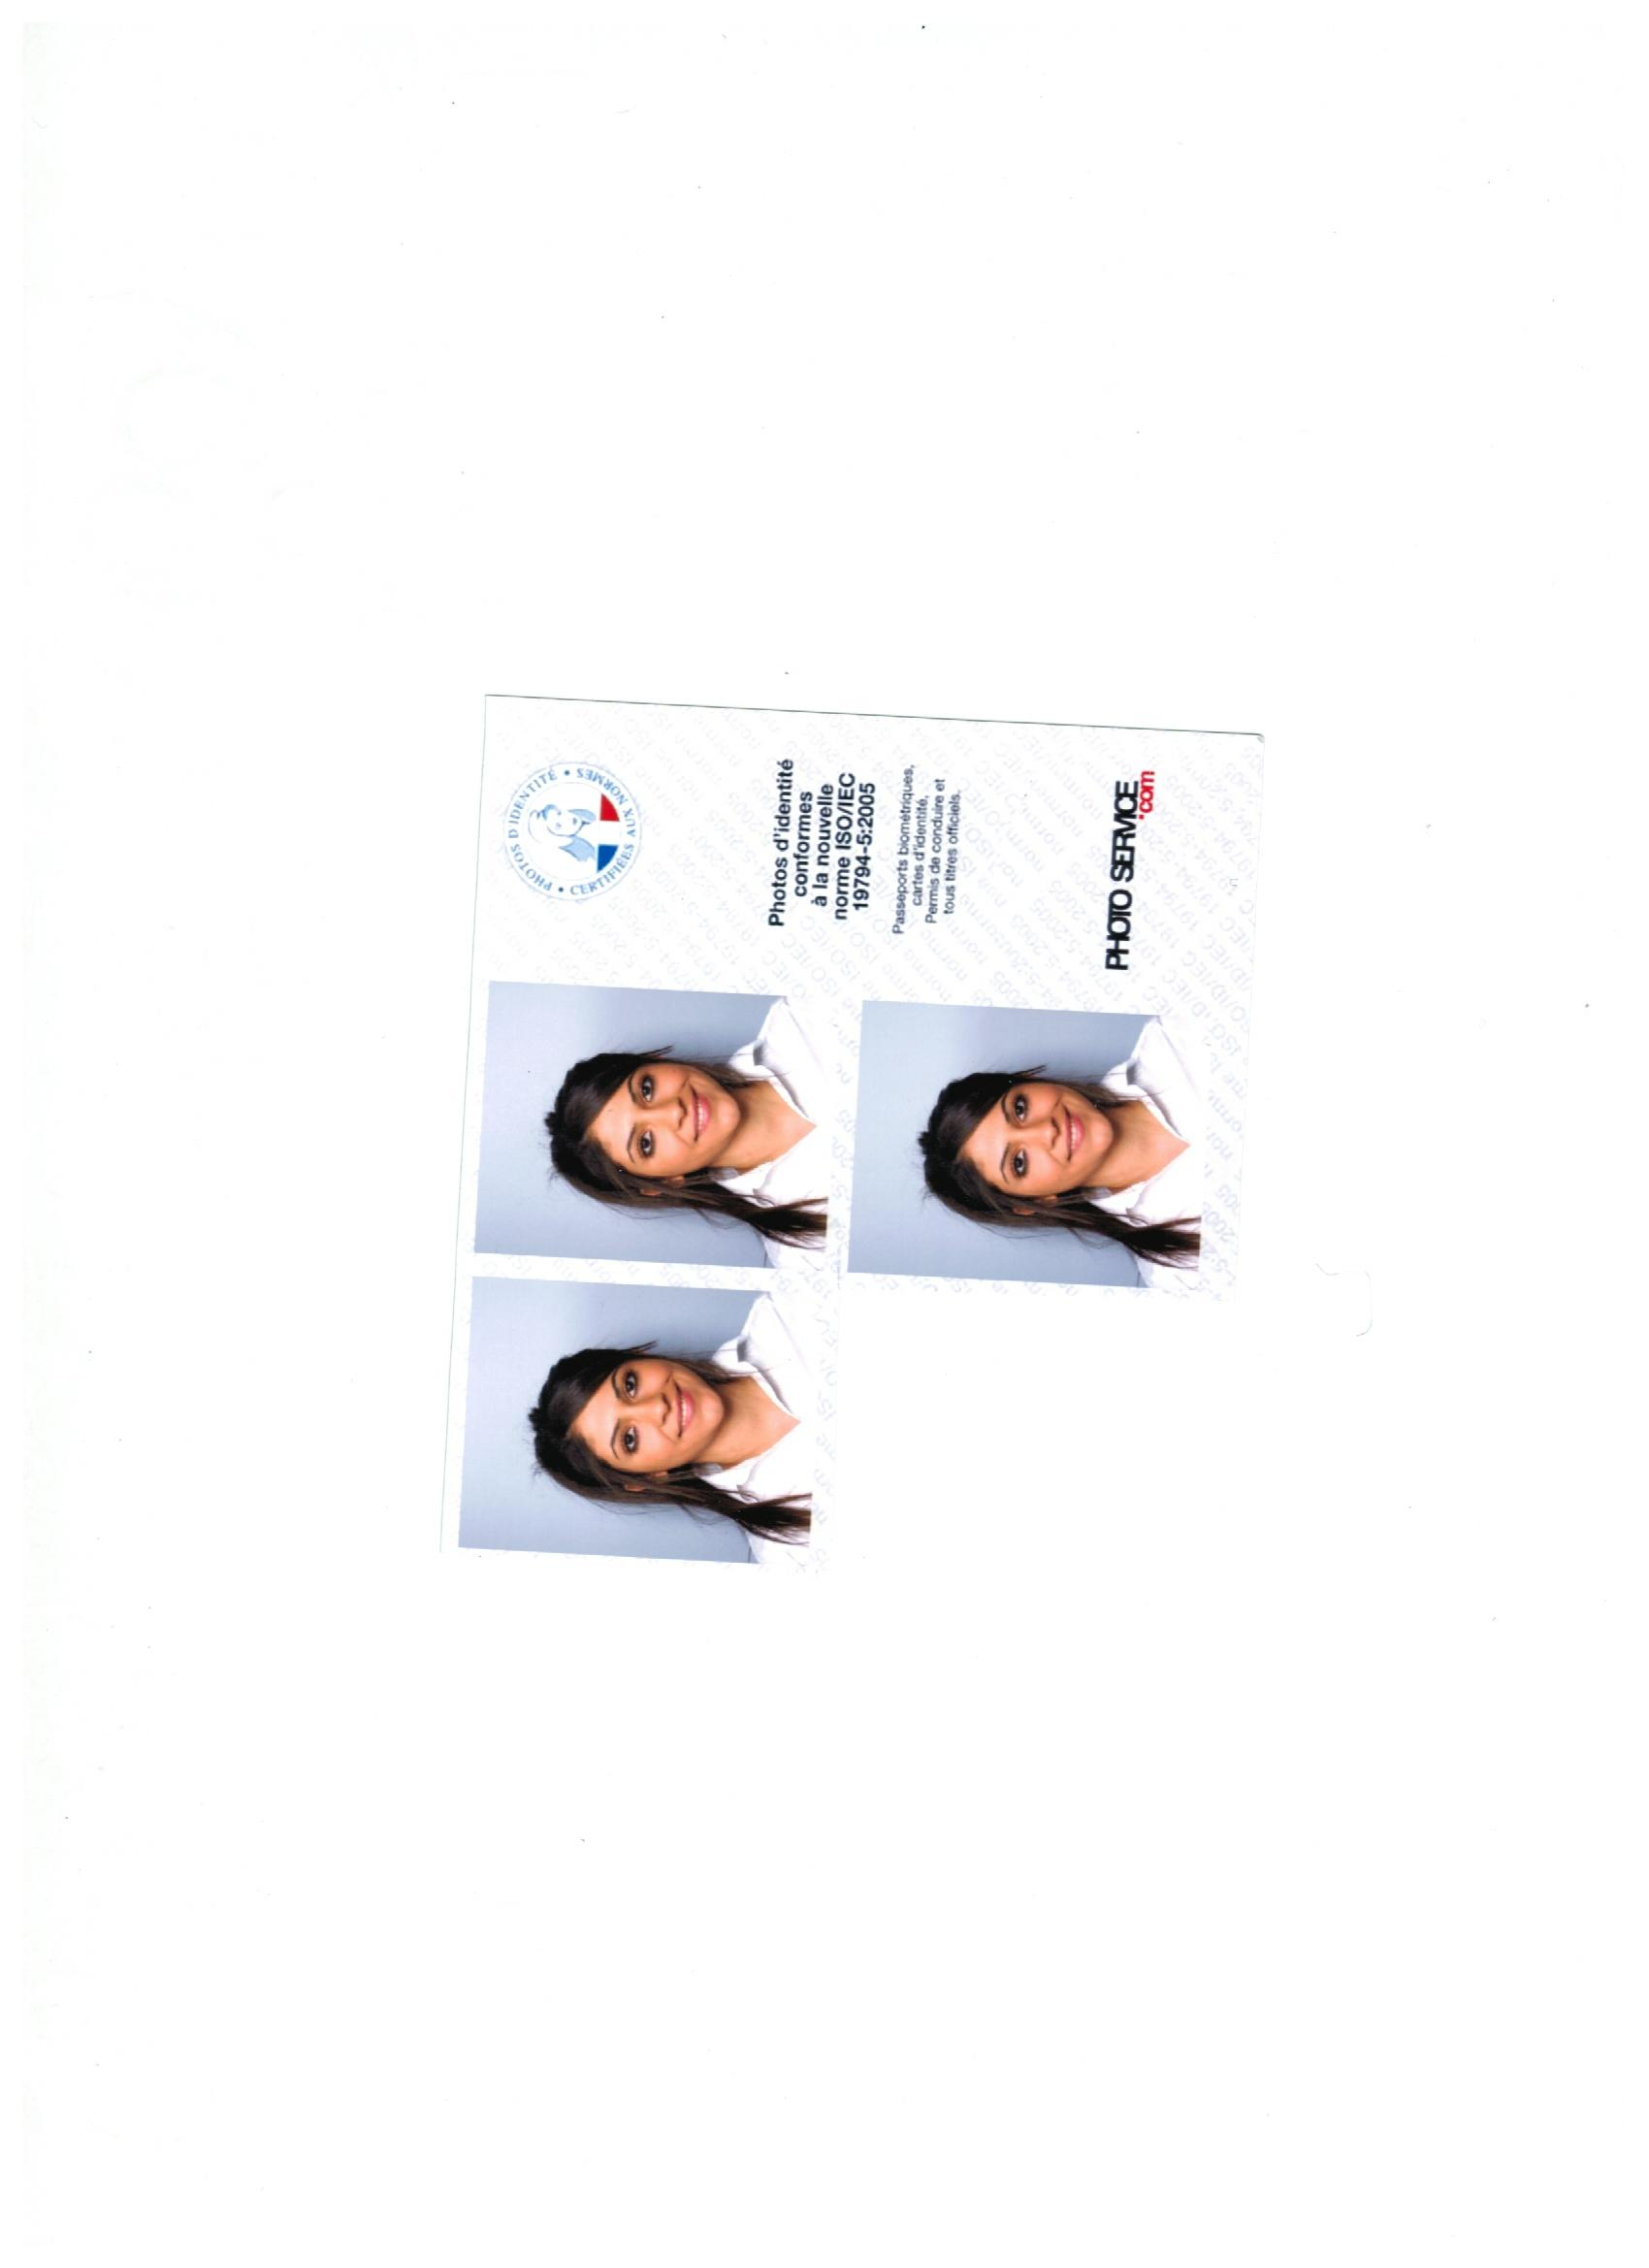 PHOTOS D'IDENTITÉ • CERTIFIÉES AUX NORMES •
Photos d'identité
conformes
à la nouvelle
norme ISO/IEC
19794-5:2005
Passeports biométriques,
cartes d'identité,
Permis de conduire et
tous titres officiels.
PHOTO SERVICE
.com